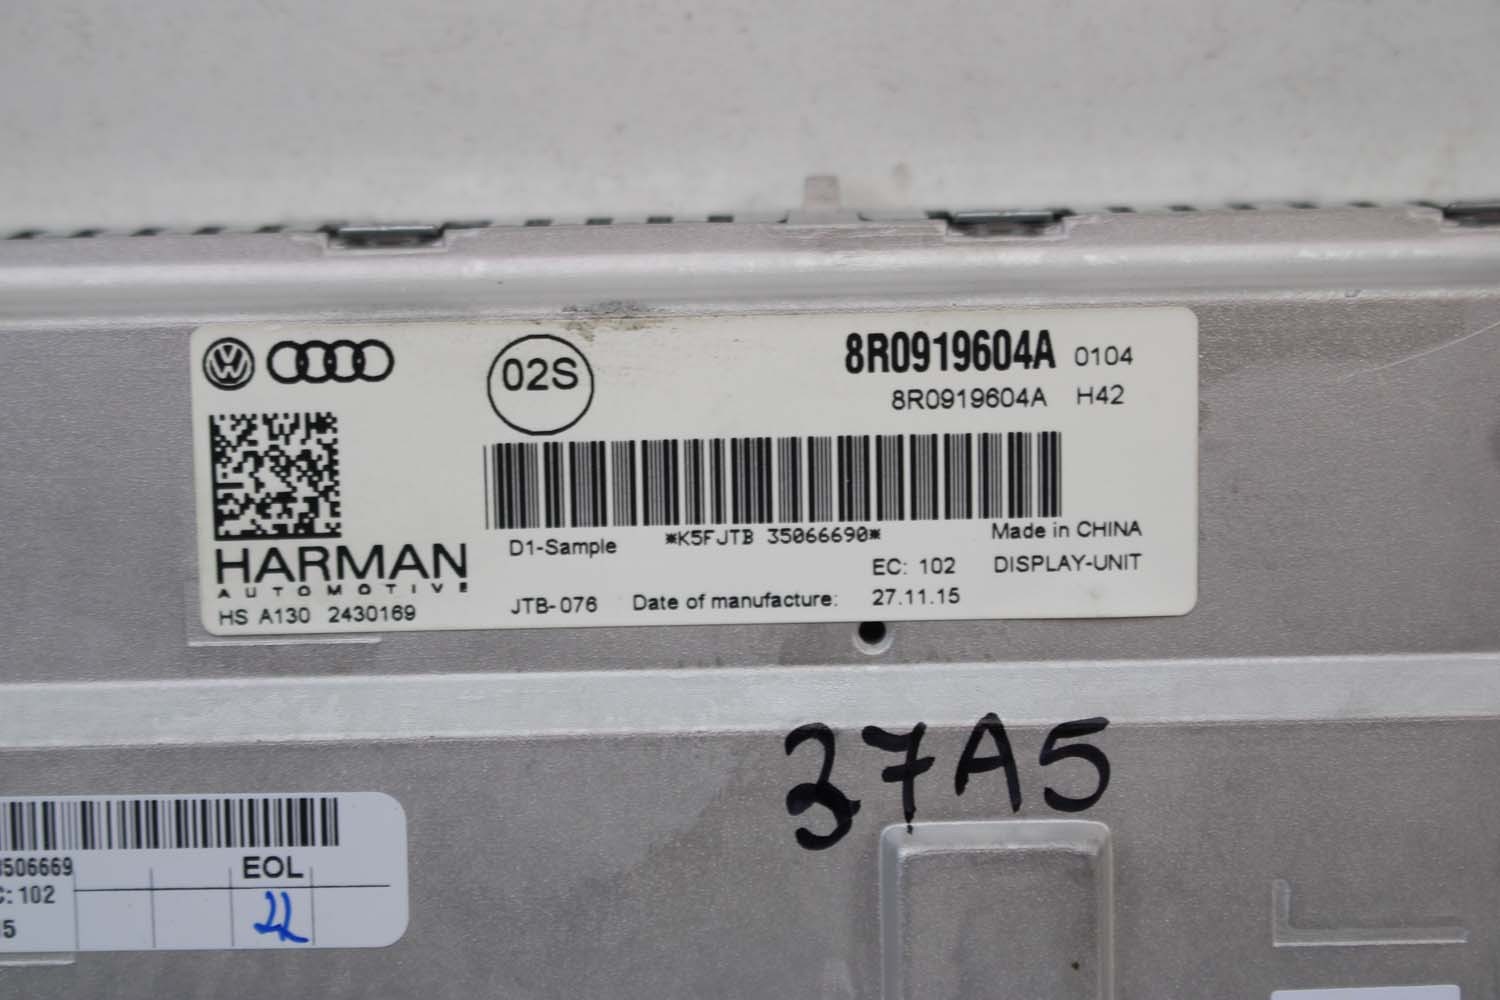 02S
8R0919604A 0104
8R0919604A H42
*K5FJTB 35066690*
D1-Sample
Made in CHINA
HARMAN
AUTOMOTIVE
EC: 102 DISPLAY-UNIT
HS A130 2430169
JTB-076 Date of manufacture: 27.11.15
37A5
506669
EOL
: 102
5